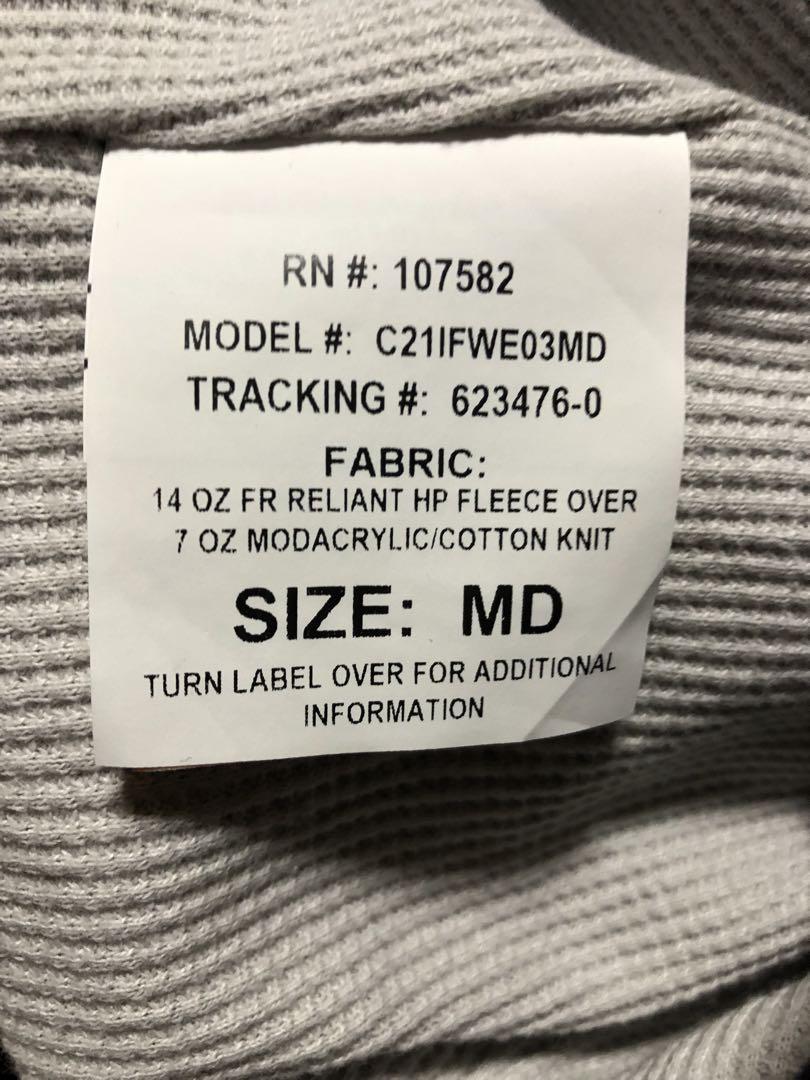 RN #: 107582
MODEL #: C21IFWE03MD
TRACKING #: 623476-0
FABRIC:
14 OZ FR RELIANT HP FLEECE OVER
7 OZ MODACRYLIC/COTTON KNIT
SIZE: MD
TURN LABEL OVER FOR ADDITIONAL
INFORMATION